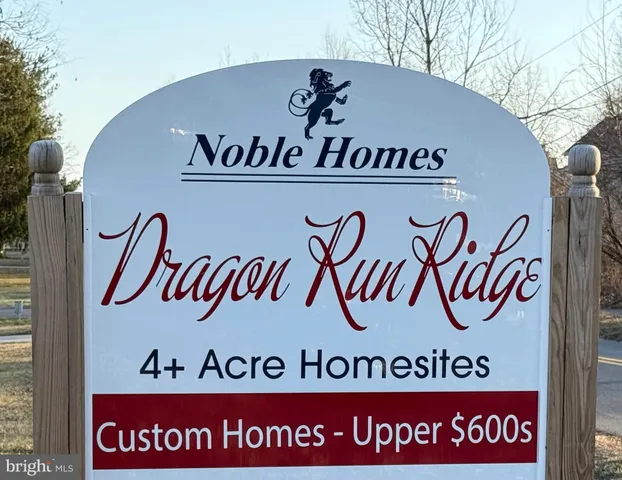 Noble Homes
Dragon Run Ridge
4+ Acre Homesites
Custom Homes - Upper $600s
bright MLS